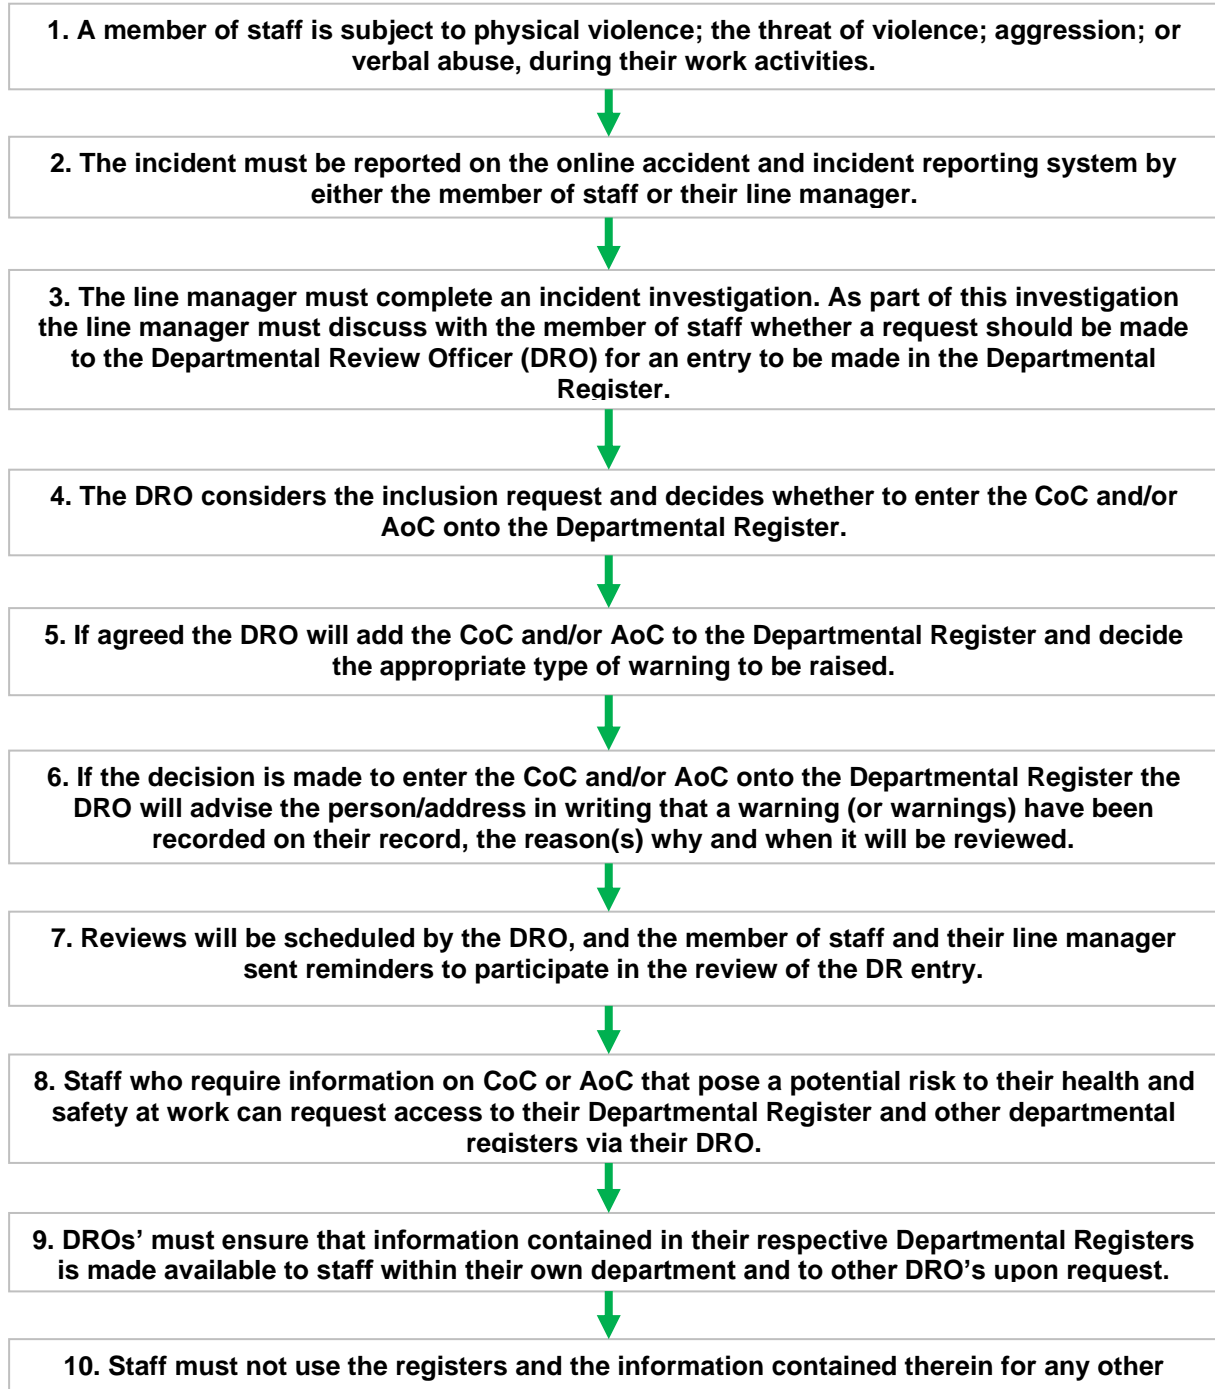 1. A member of staff is subject to physical violence; the threat of violence; aggression; or
verbal abuse, during their work activities.
2. The incident must be reported on the online accident and incident reporting system by
either the member of staff or their line manager.
3. The line manager must complete an incident investigation. As part of this investigation
the line manager must discuss with the member of staff whether a request should be made
to the Departmental Review Officer (DRO) for an entry to be made in the Departmental
Register.
4. The DRO considers the inclusion request and decides whether to enter the CoC and/or
AoC onto the Departmental Register.
5. If agreed the DRO will add the CoC and/or AoC to the Departmental Register and decide
the appropriate type of warning to be raised.
6. If the decision is made to enter the CoC and/or AoC onto the Departmental Register the
DRO will advise the person/address in writing that a warning (or warnings) have been
recorded on their record, the reason(s) why and when it will be reviewed.
7. Reviews will be scheduled by the DRO, and the member of staff and their line manager
sent reminders to participate in the review of the DR entry.
8. Staff who require information on CoC or AoC that pose a potential risk to their health and
safety at work can request access to their Departmental Register and other departmental
registers via their DRO.
9. DROs’ must ensure that information contained in their respective Departmental Registers
is made available to staff within their own department and to other DRO’s upon request.
10. Staff must not use the registers and the information contained therein for any other